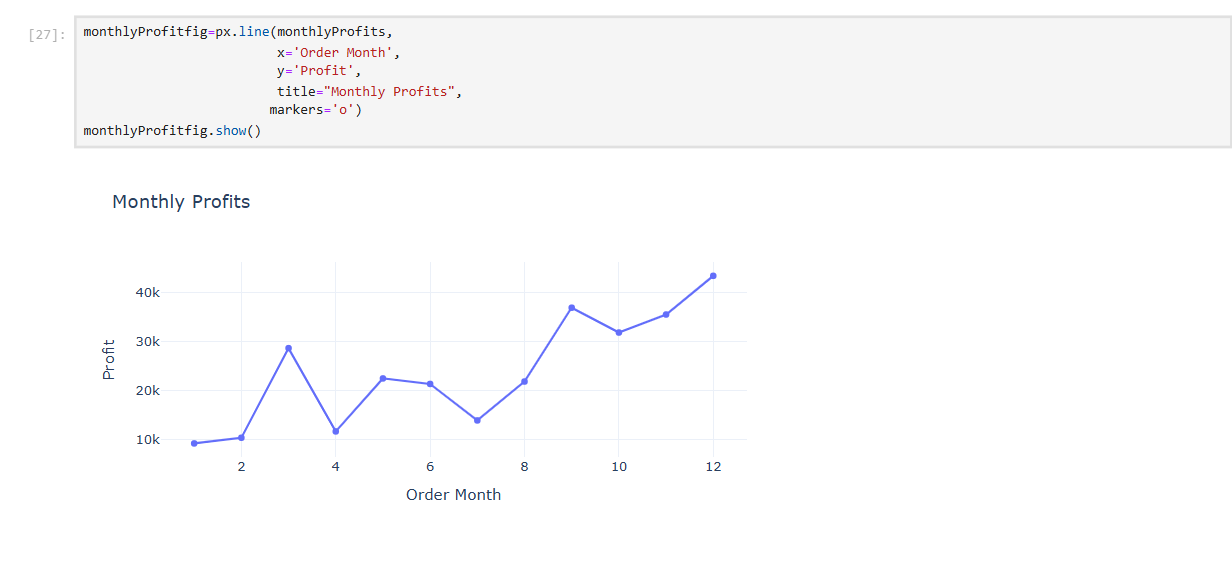 [27]: monthlyProfitfig=px.line(monthlyProfits,
x='Order Month',
y='Profit',
title="Monthly Profits",
markers='o')
monthlyProfitfig.show()
Monthly Profits
40k
30k
20k
10k
Profit
2 4 6 8 10 12
Order Month